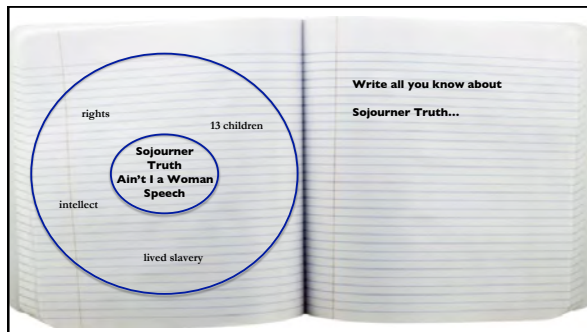 rights
13 children
Sojourner
Truth
Ain't I a Woman
Speech
intellect
lived slavery
Write all you know about
Sojourner Truth...